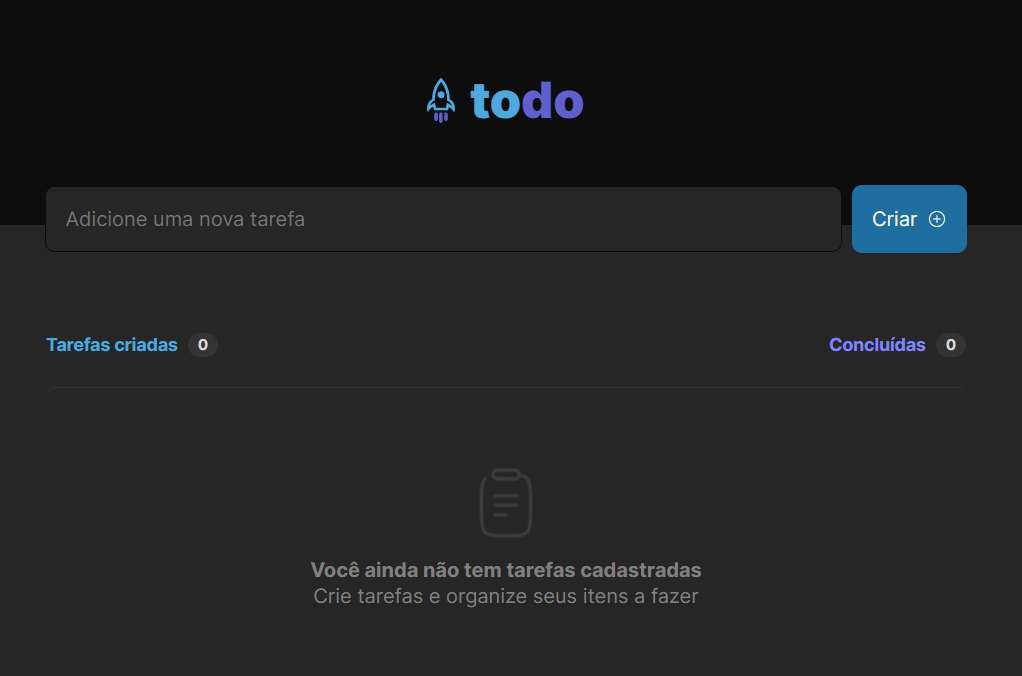 todo
Adicione uma nova tarefa
Criar
Tarefas criadas 0
Concluídas 0
Você ainda não tem tarefas cadastradas
Crie tarefas e organize seus itens a fazer